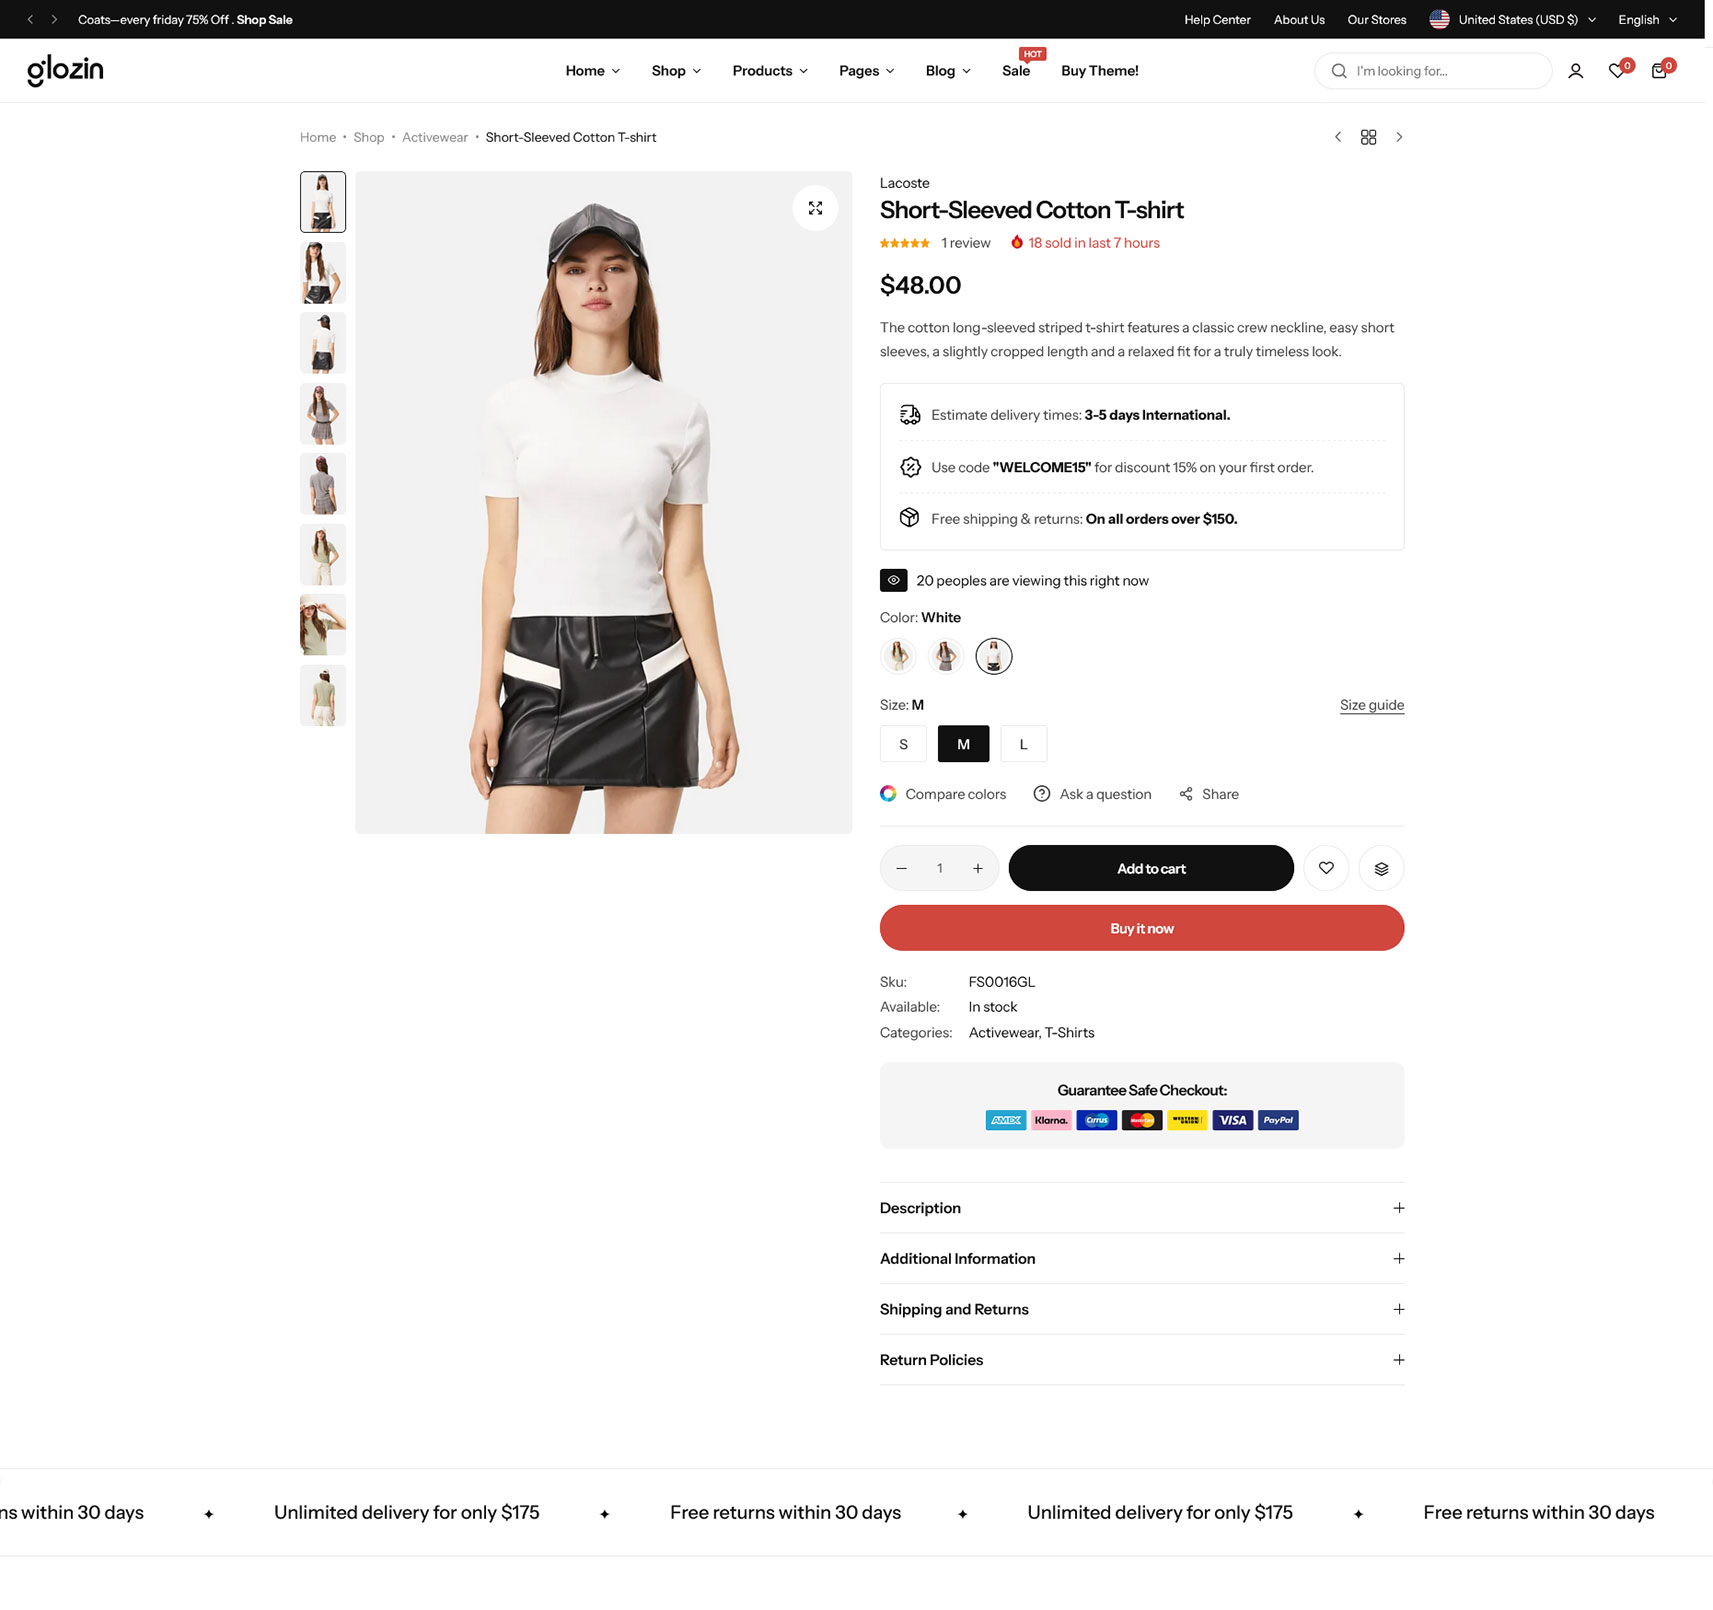 Coats—every friday 75% Off . Shop Sale
Help Center About Us Our Stores United States (USD $) English
glozin
Home Shop Products Pages Blog Sale HOT Buy Theme!
I'm looking for...
0 0
Home • Shop • Activewear • Short-Sleeved Cotton T-shirt
Lacoste
Short-Sleeved Cotton T-shirt
1 review 18 sold in last 7 hours
$48.00
The cotton long-sleeved striped t-shirt features a classic crew neckline, easy short
sleeves, a slightly cropped length and a relaxed fit for a truly timeless look.
Estimate delivery times: 3-5 days International.
Use code "WELCOME15" for discount 15% on your first order.
Free shipping & returns: On all orders over $150.
20 peoples are viewing this right now
Color: White
Size: M Size guide
S M L
Compare colors Ask a question Share
1 Add to cart
Buy it now
Sku: FS0016GL
Available: In stock
Categories: Activewear, T-Shirts
Guarantee Safe Checkout:
AMEX Klarna. Cirrus MasterCard WESTERN UNION VISA PayPal
Description
Additional Information
Shipping and Returns
Return Policies
ns within 30 days Unlimited delivery for only $175 Free returns within 30 days Unlimited delivery for only $175 Free returns within 30 days